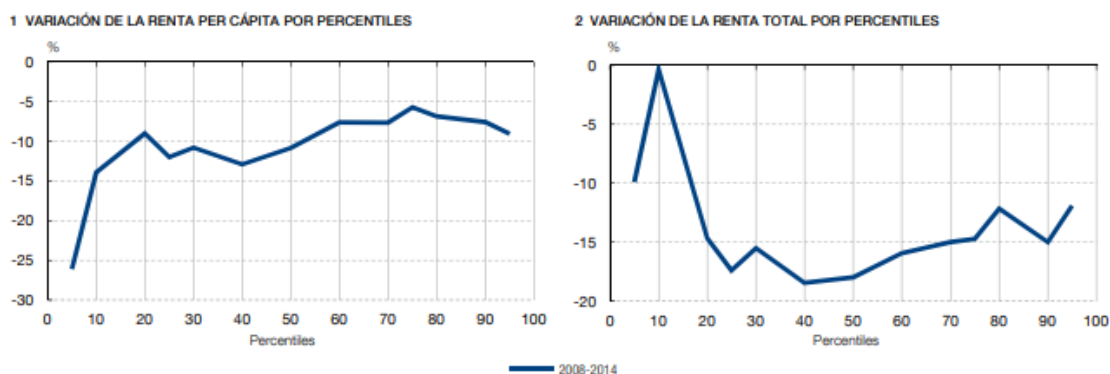 1 VARIACIÓN DE LA RENTA PER CÁPITA POR PERCENTILES
%
0
-5
-10
-15
-20
-25
-30
0 10 20 30 40 50 60 70 80 90 100
Percentiles
2 VARIACIÓN DE LA RENTA TOTAL POR PERCENTILES
%
0
-5
-10
-15
-20
0 10 20 30 40 50 60 70 80 90 100
Percentiles
2008-2014